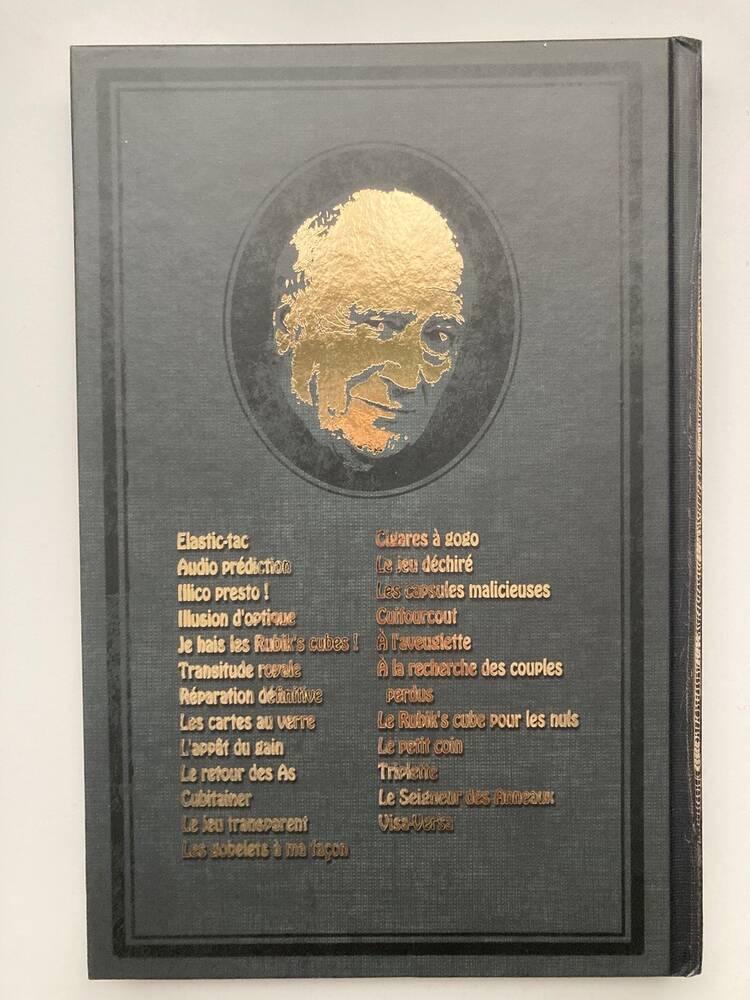 Elastic-tac
Audio prédiction
Illico presto !
Illusion d'optique
Je hais les Rubik's cubes !
Transitude royale
Réparation définitive
Les cartes au verre
L'appât du gain
Le retour des As
Cubitainer
Le jeu transparent
Les gobelets à ma façon
Cigares à gogo
Le jeu déchiré
Les capsules malicieuses
Cuifourcout
À l'aveuglette
À la recherche des couples
perdus
Le Rubik's cube pour les nuls
Le petit coin
Triplette
Le Seigneur des Anneaux
Visa-Versa